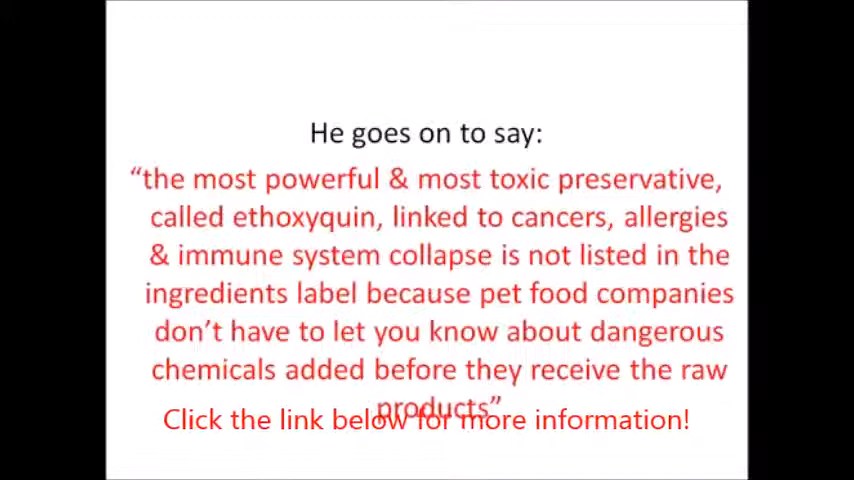 He goes on to say:
“the most powerful & most toxic preservative,
called ethoxyquin, linked to cancers, allergies
& immune system collapse is not listed in the
ingredients label because pet food companies
don’t have to let you know about dangerous
chemicals added before they receive the raw
products”
Click the link below for more information!